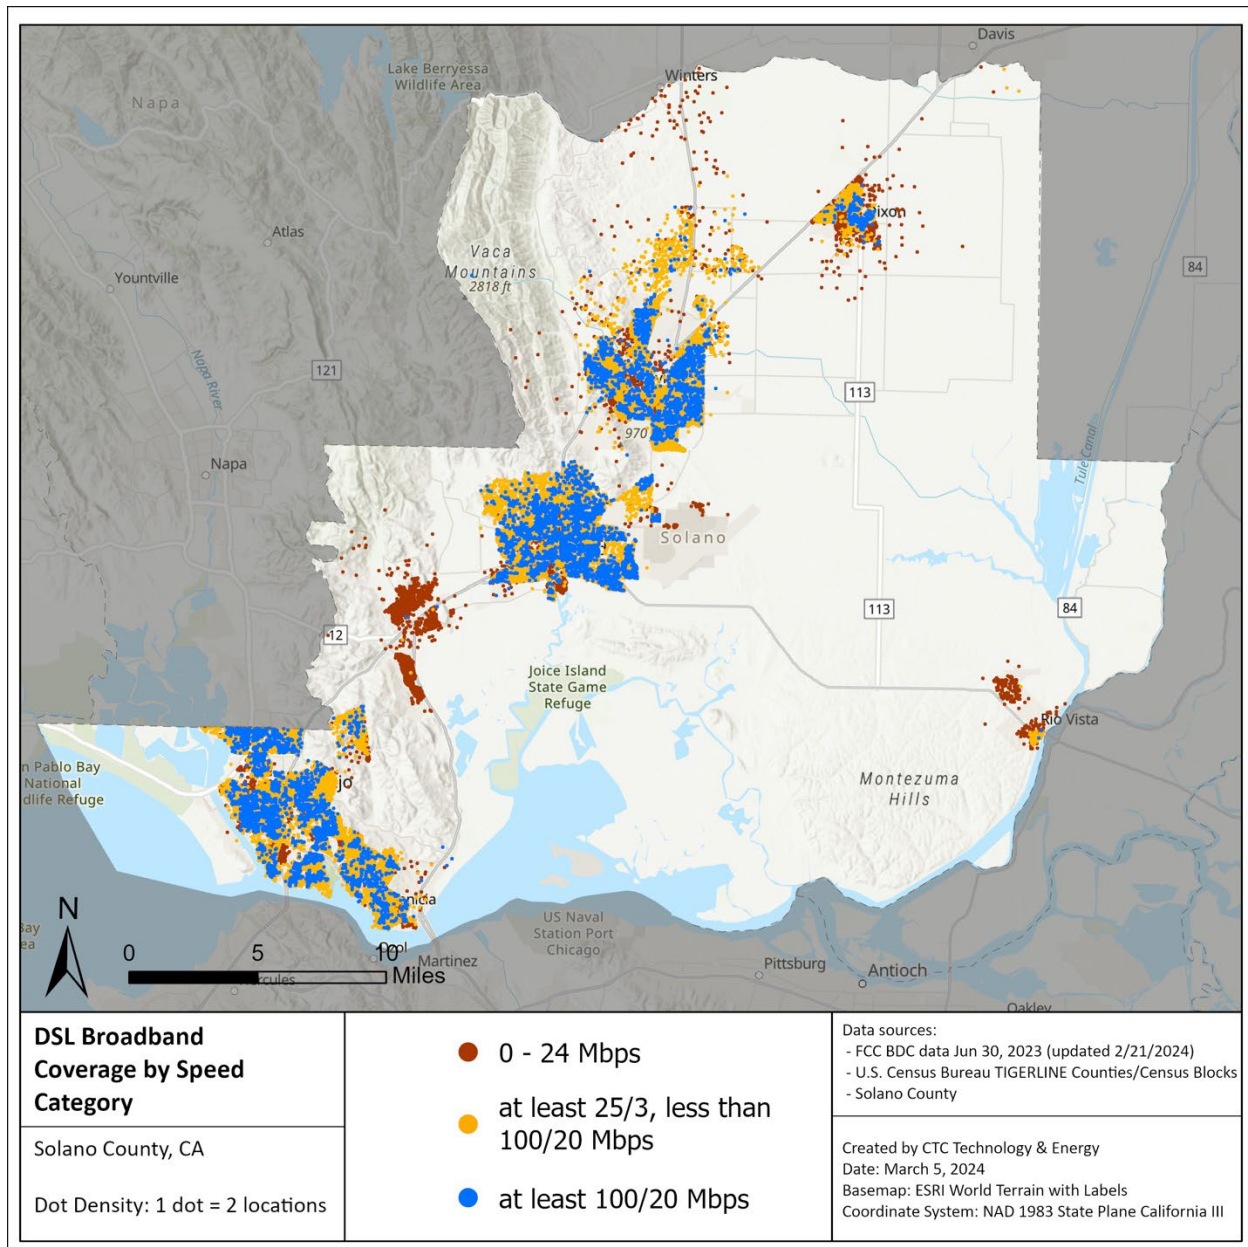 Davis
Winters
Lake Berryessa
Wildlife Area
Napa
Atlas
ixon
Yountville
Vaca
Mountains
2818 ft
84
Napa River
121
113
970
Tule Canal
Napa
Solano
113
84
12
Joice Island
State Game
Refuge
Rio Vista
n Pablo Bay
National
dlife Refuge
jo
Montezuma
Hills
nicia
Bay
ea
US Naval
Station Port
Chicago
N
0 5 10
Miles
Martinez
Pittsburg
Antioch
ercules
Oakley
DSL Broadband
Coverage by Speed
Category
Solano County, CA
Dot Density: 1 dot = 2 locations
0 - 24 Mbps
at least 25/3, less than
100/20 Mbps
at least 100/20 Mbps
Data sources:
- FCC BDC data Jun 30, 2023 (updated 2/21/2024)
- U.S. Census Bureau TIGERLINE Counties/Census Blocks
- Solano County
Created by CTC Technology & Energy
Date: March 5, 2024
Basemap: ESRI World Terrain with Labels
Coordinate System: NAD 1983 State Plane California III